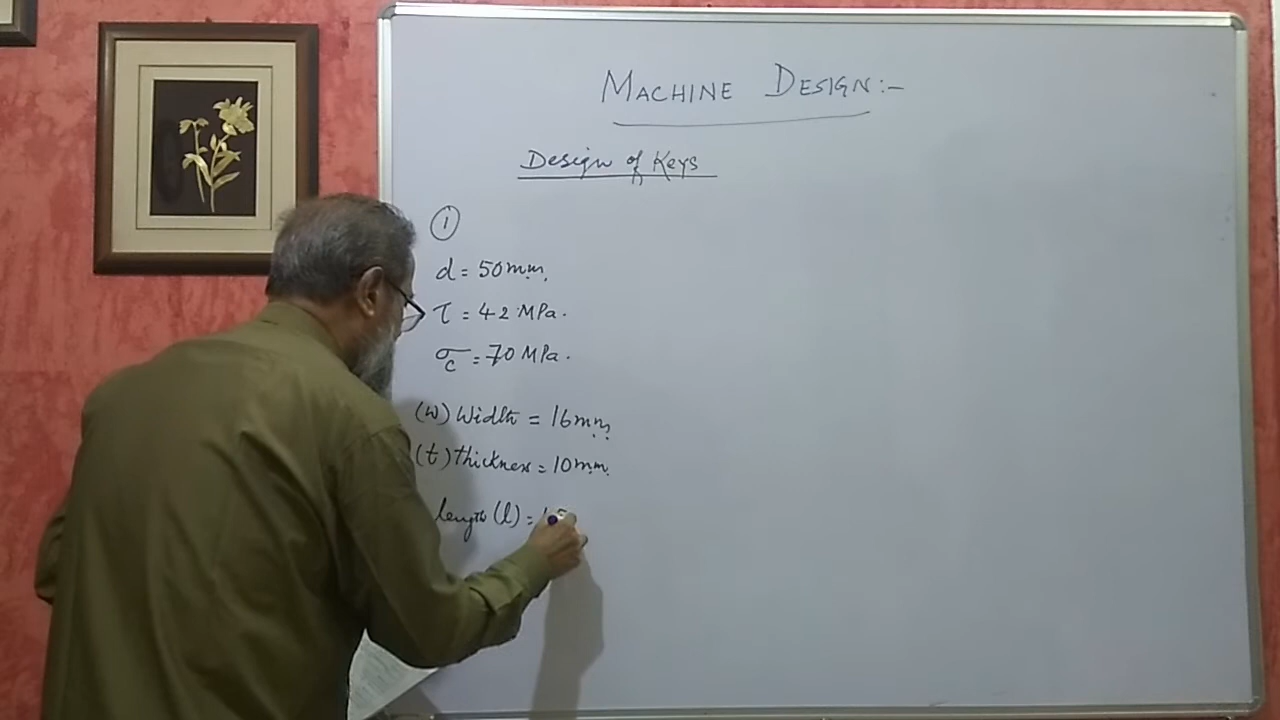 MACHINE DESIGN:-
Design of Keys
①
d = 50mm.
τ = 42 MPa.
σc = 70 MPa.
(W) Width = 16mm
(t) thickness = 10mm.
length (l) =